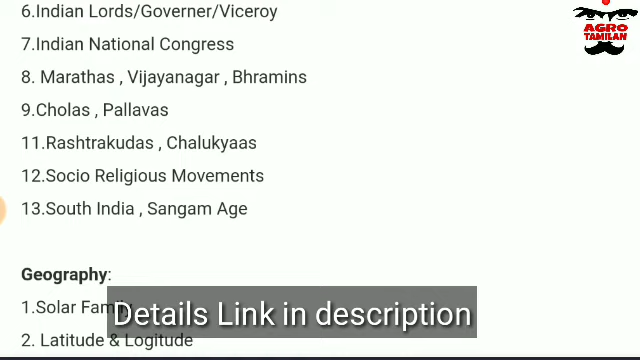 6.Indian Lords/Governer/Viceroy
AGRO
TAMILAN
7.Indian National Congress
8. Marathas , Vijayanagar , Bhramins
9.Cholas , Pallavas
11.Rashtrakudas , Chalukyaas
12.Socio Religious Movements
13.South India , Sangam Age
Geography:
1.Solar Family
Details Link in description
2. Latitude & Logitude